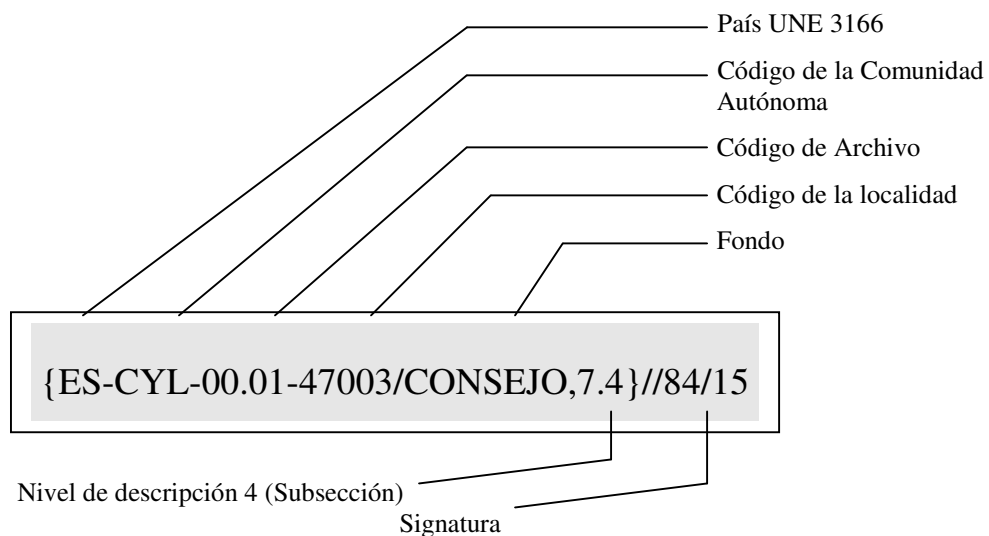 País UNE 3166
Código de la Comunidad
Autónoma
Código de Archivo
Código de la localidad
Fondo
{ES-CYL-00.01-47003/CONSEJO,7.4}//84/15
Nivel de descripción 4 (Subsección)
Signatura